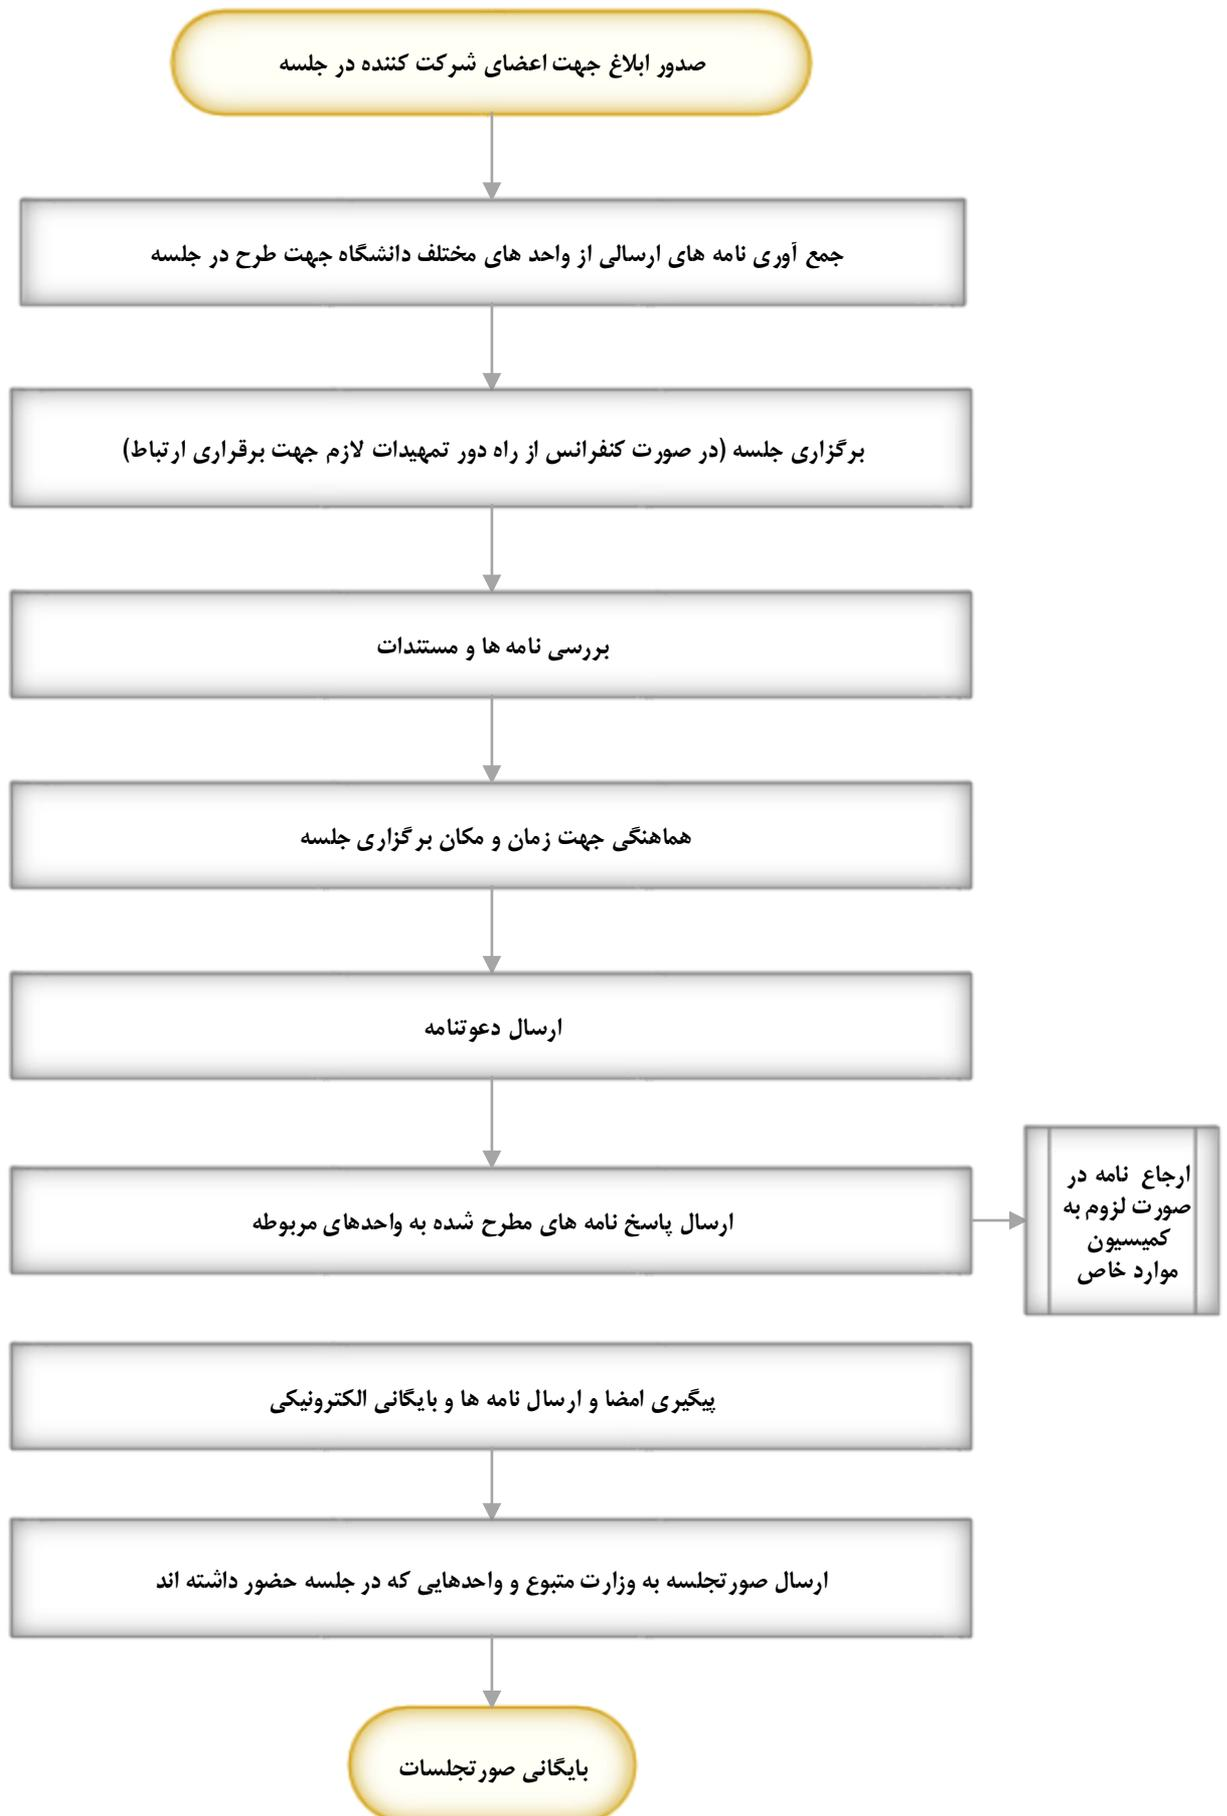 صدور ابلاغ جهت اعضای شرکت کننده در جلسه
جمع آوری نامه های ارسالی از واحد های مختلف دانشگاه جهت طرح در جلسه
برگزاری جلسه (در صورت کنفرانس از راه دور تمهیدات لازم جهت برقراری ارتباط)
بررسی نامه ها و مستندات
هماهنگی جهت زمان و مکان برگزاری جلسه
ارسال دعوتنامه
ارسال پاسخ نامه های مطرح شده به واحدهای مربوطه
ارجاع نامه در
صورت لزوم به
کمیسیون
موارد خاص
پیگیری امضا و ارسال نامه ها و بایگانی الکترونیکی
ارسال صورتجلسه به وزارت متبوع و واحدهایی که در جلسه حضور داشته اند
بایگانی صورتجلسات